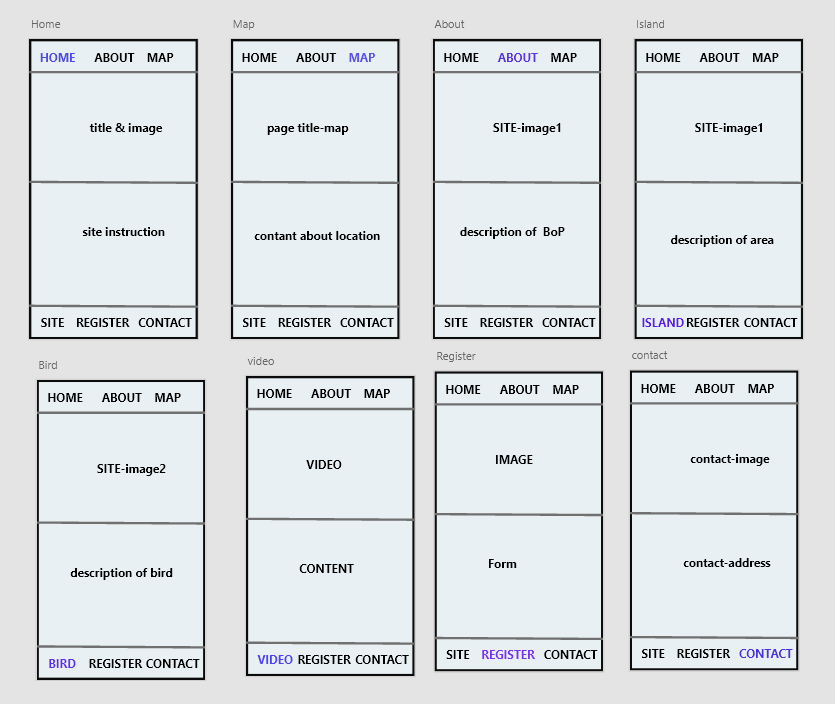 Home
HOME ABOUT MAP
title & image
site instruction
SITE REGISTER CONTACT
Map
HOME ABOUT MAP
page title-map
contant about location
SITE REGISTER CONTACT
About
HOME ABOUT MAP
SITE-image1
description of BoP
SITE REGISTER CONTACT
Island
HOME ABOUT MAP
SITE-image1
description of area
ISLAND REGISTER CONTACT
Bird
HOME ABOUT MAP
SITE-image2
description of bird
BIRD REGISTER CONTACT
video
HOME ABOUT MAP
VIDEO
CONTENT
VIDEO REGISTER CONTACT
Register
HOME ABOUT MAP
IMAGE
Form
SITE REGISTER CONTACT
contact
HOME ABOUT MAP
contact-image
contact-address
SITE REGISTER CONTACT